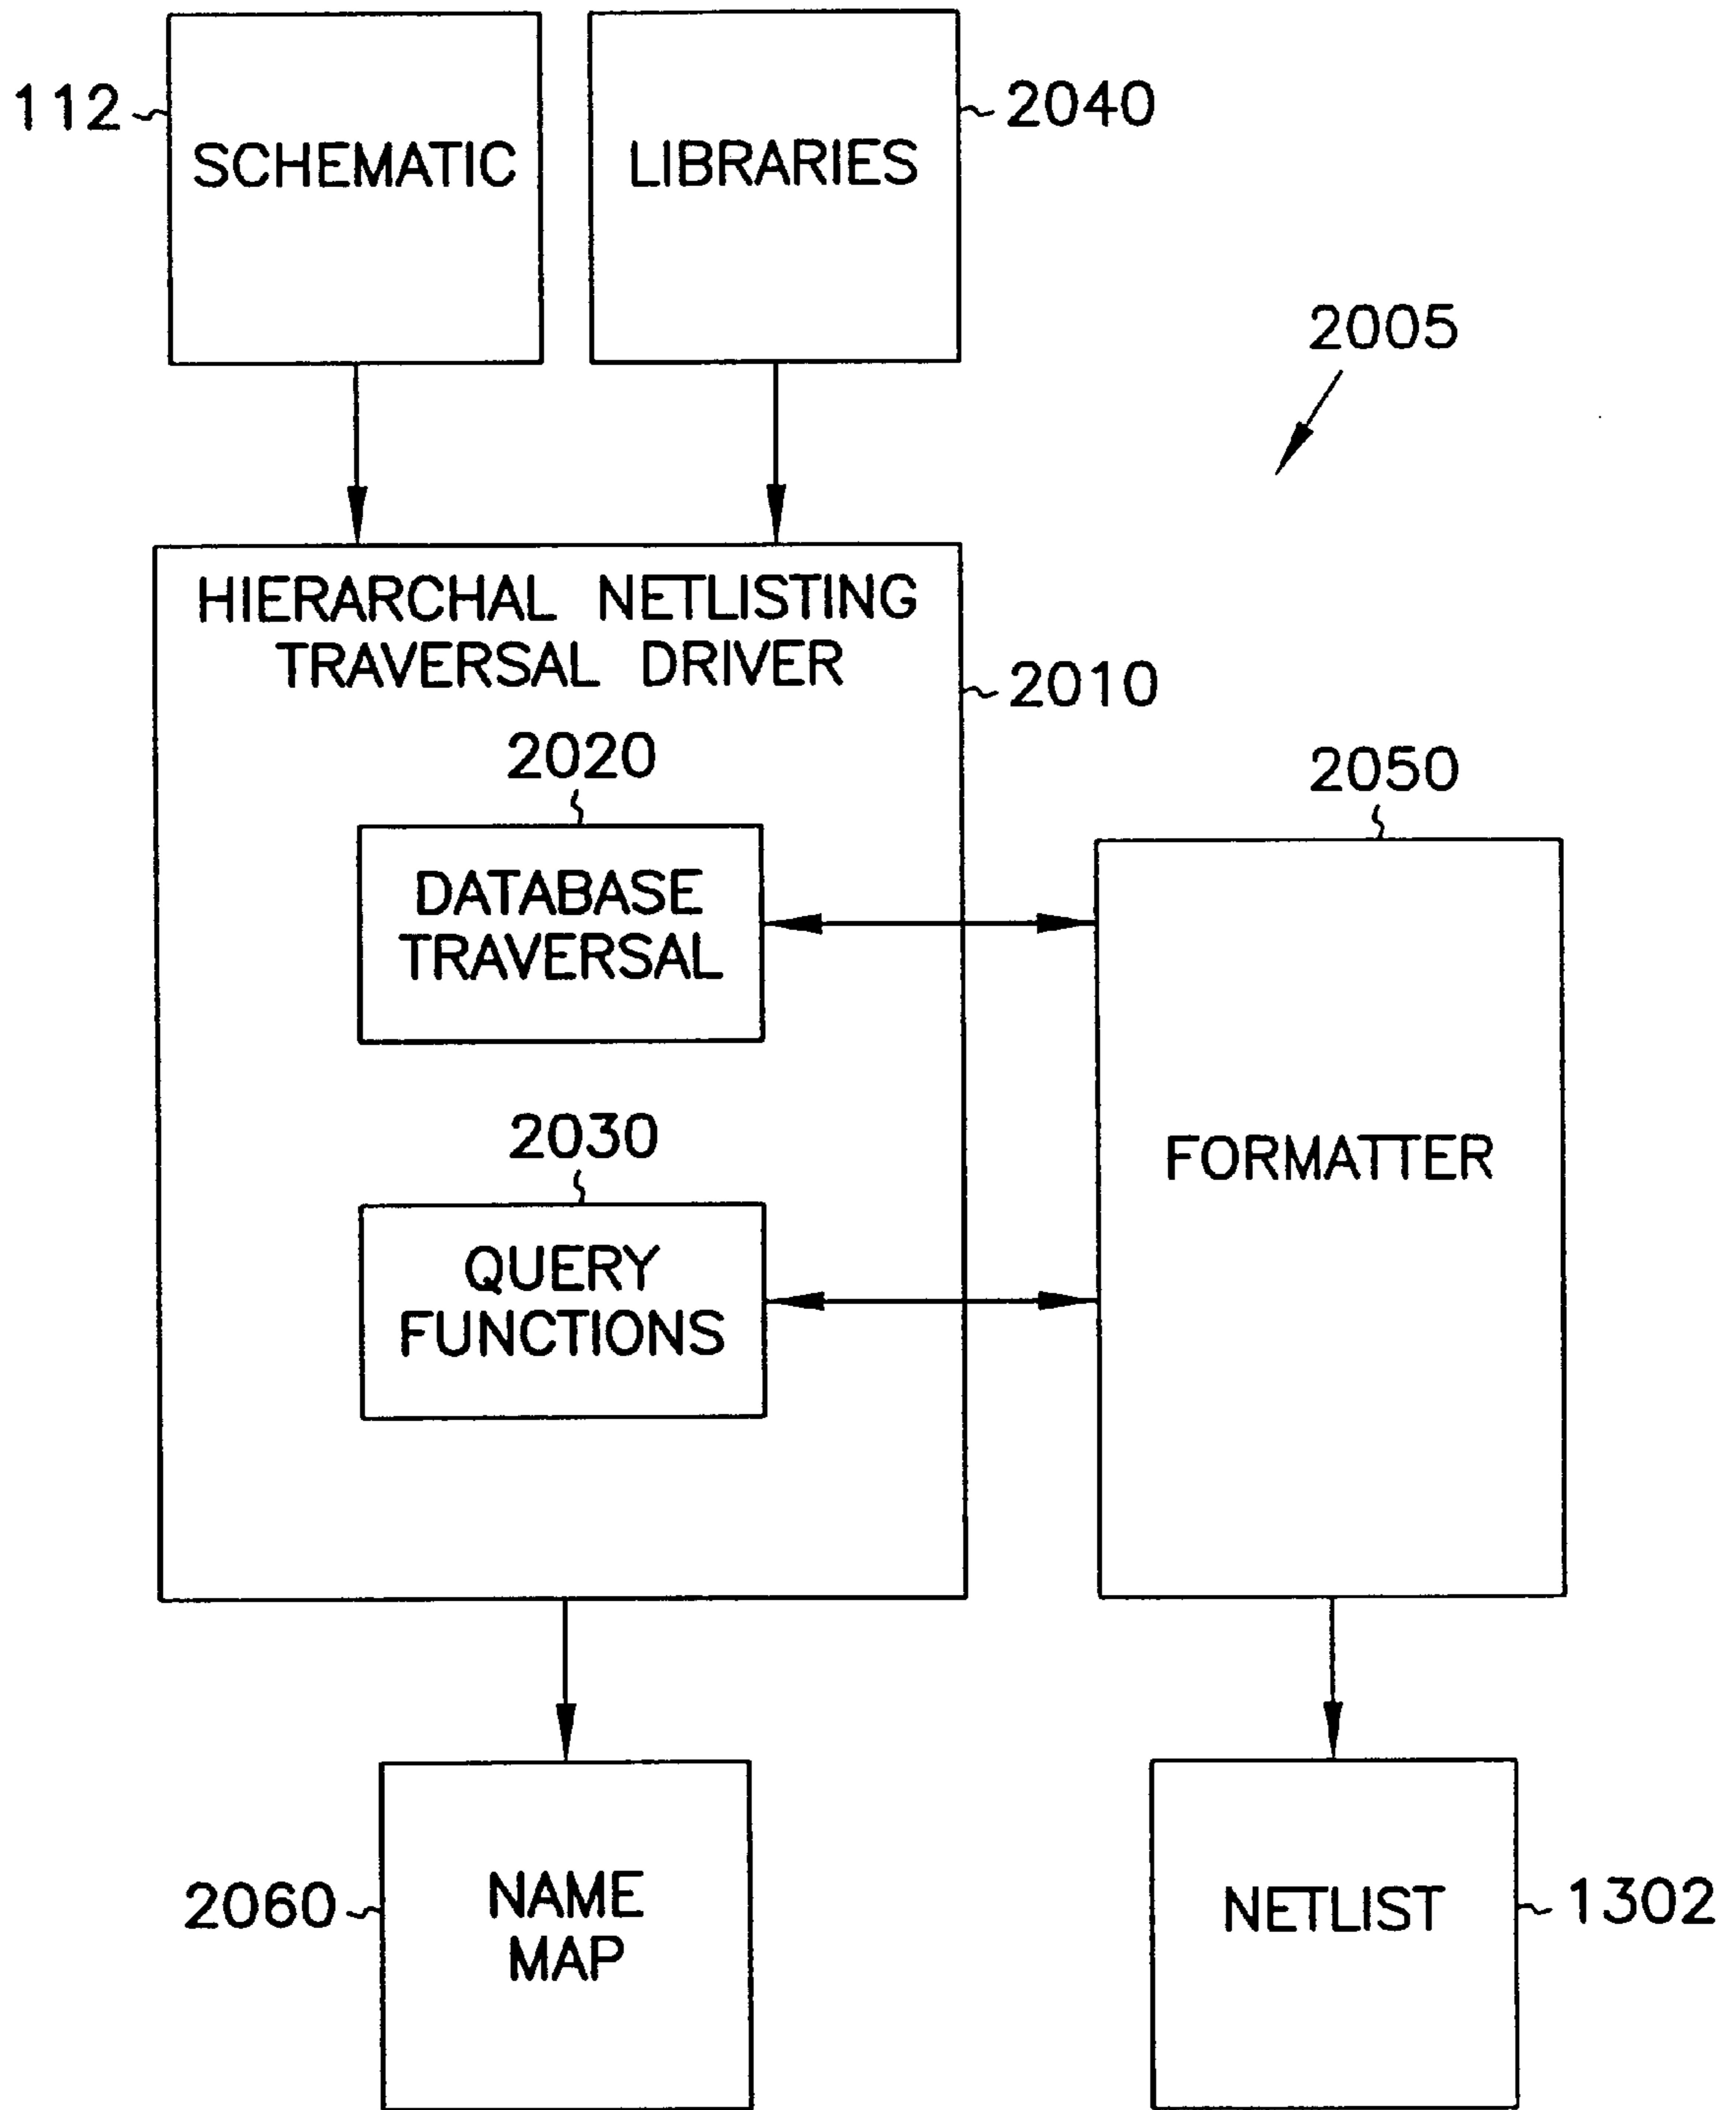 112
SCHEMATIC
LIBRARIES
2040
2005
HIERARCHAL NETLISTING
TRAVERSAL DRIVER
2010
2020
DATABASE
TRAVERSAL
2050
FORMATTER
2030
QUERY
FUNCTIONS
2060
NAME
MAP
NETLIST
1302